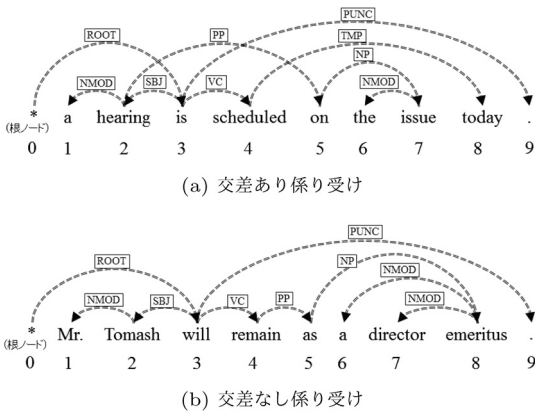 PUNC
ROOT PP TMP
NP
NMOD SBJ VC NMOD
* a hearing is scheduled on the issue today .
(根ノード)
0 1 2 3 4 5 6 7 8 9
(a) 交差あり係り受け
PUNC
ROOT NP
NMOD
NMOD SBJ VC PP NMOD
* Mr. Tomash will remain as a director emeritus .
(根ノード)
0 1 2 3 4 5 6 7 8 9
(b) 交差なし係り受け